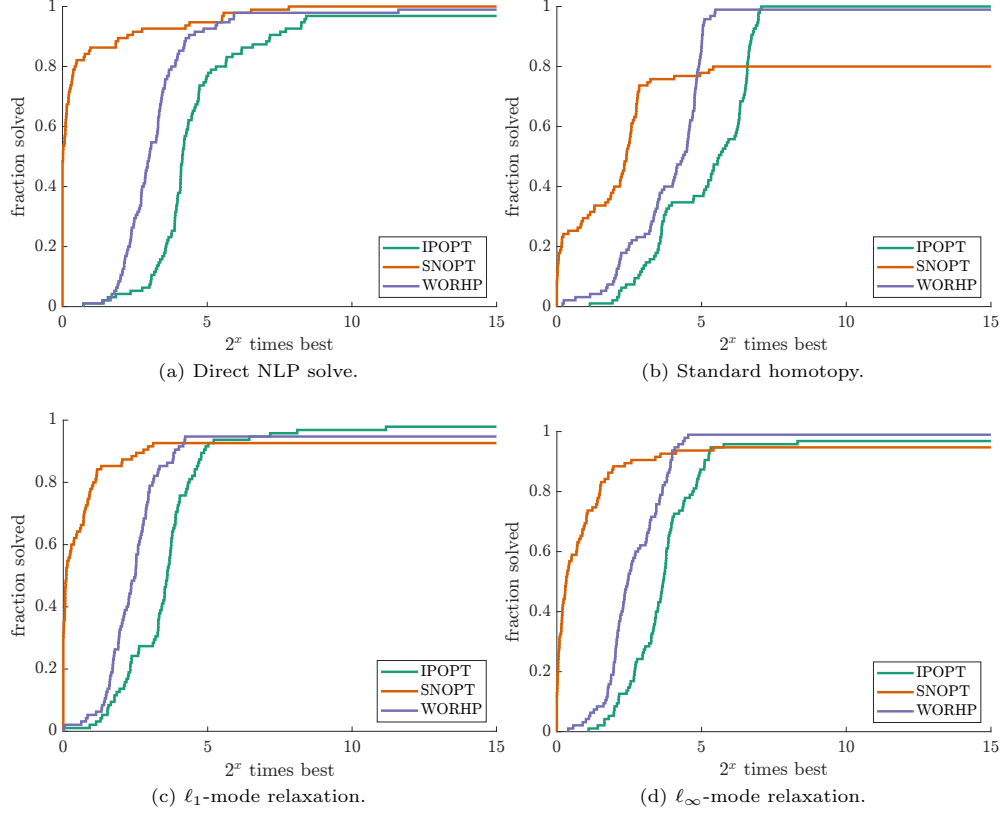 1
0.8
0.6
0.4
0.2
0
fraction solved
0
5
10
15
2^x times best
IPOPT
SNOPT
WORHP
(a) Direct NLP solve.
1
0.8
0.6
0.4
0.2
0
fraction solved
0
5
10
15
2^x times best
IPOPT
SNOPT
WORHP
(b) Standard homotopy.
1
0.8
0.6
0.4
0.2
0
fraction solved
0
5
10
15
2^x times best
IPOPT
SNOPT
WORHP
(c) ℓ₁-mode relaxation.
1
0.8
0.6
0.4
0.2
0
fraction solved
0
5
10
15
2^x times best
IPOPT
SNOPT
WORHP
(d) ℓ∞-mode relaxation.